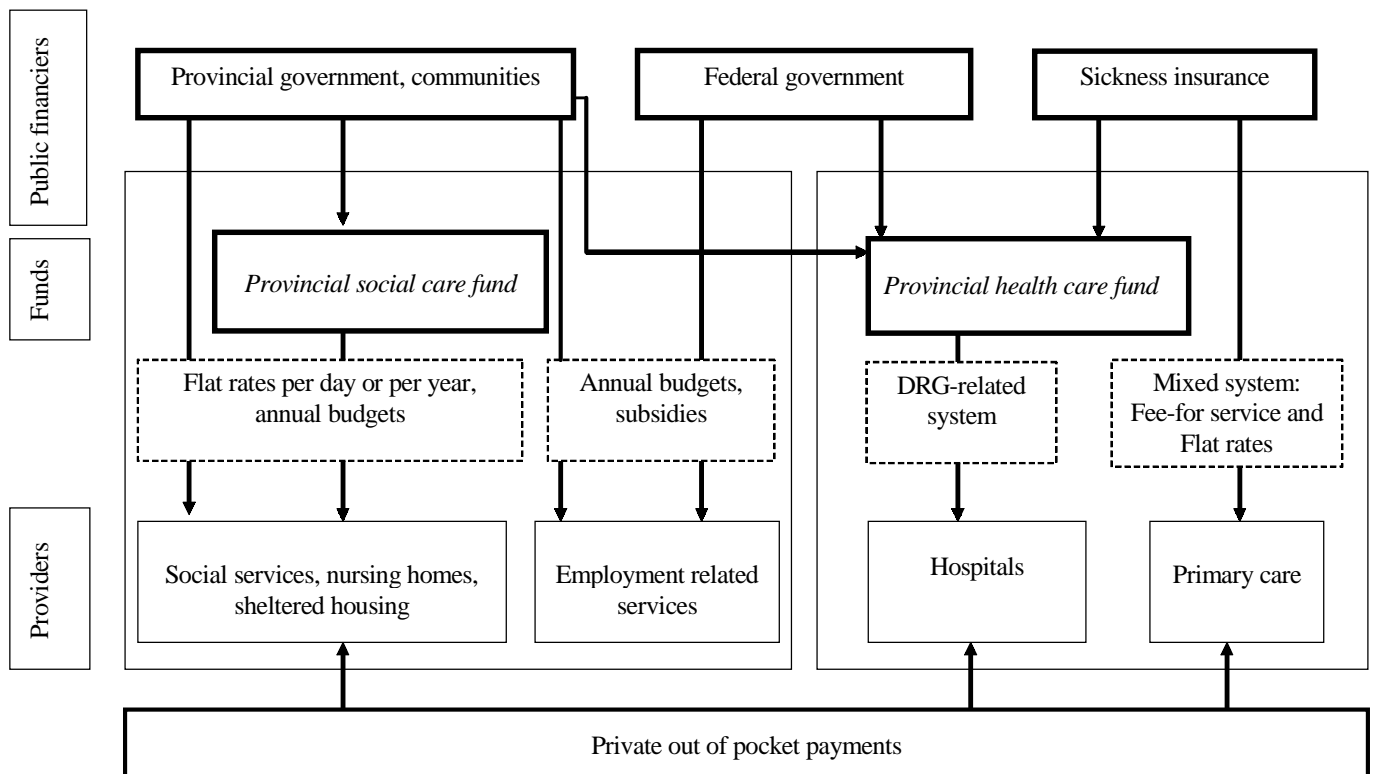 Public financiers
Provincial government, communities
Federal government
Sickness insurance
Funds
Provincial social care fund
Provincial health care fund
Flat rates per day or per year,
annual budgets
Annual budgets,
subsidies
DRG-related
system
Mixed system:
Fee-for service and
Flat rates
Providers
Social services, nursing homes,
sheltered housing
Employment related
services
Hospitals
Primary care
Private out of pocket payments